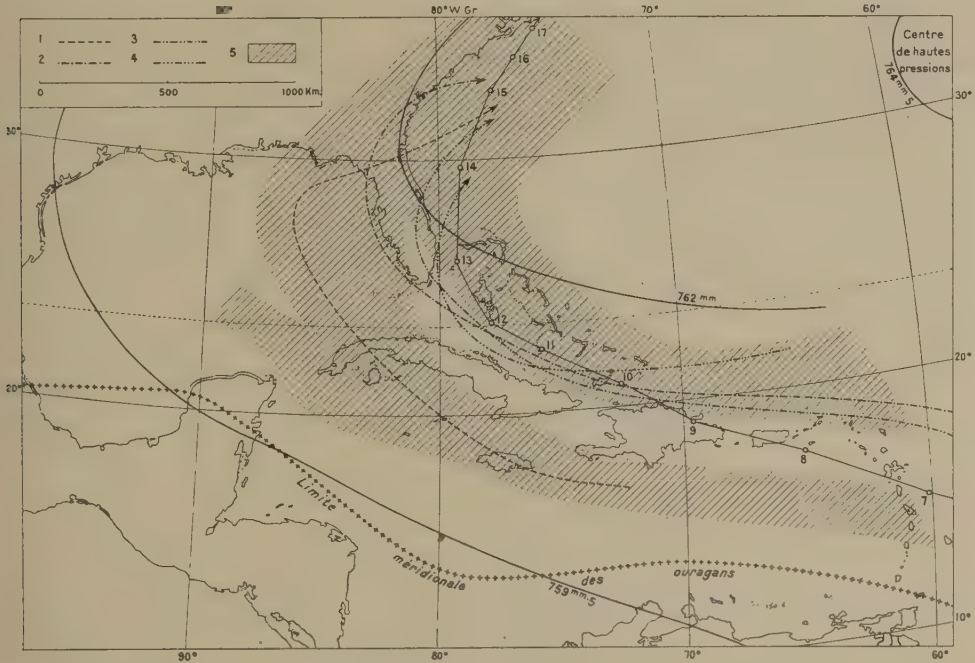 80° W Gr
70°
60°
1
3
2
4
5
0
500
1000 Km.
Centre
de hautes
pressions
764 mm S
30°
30°
17
16
15
14
13
12
11
10
9
8
7
762 mm
20°
20°
Limite
méridionale
des
ouragans
759 mm S
10°
90°
80°
70°
60°